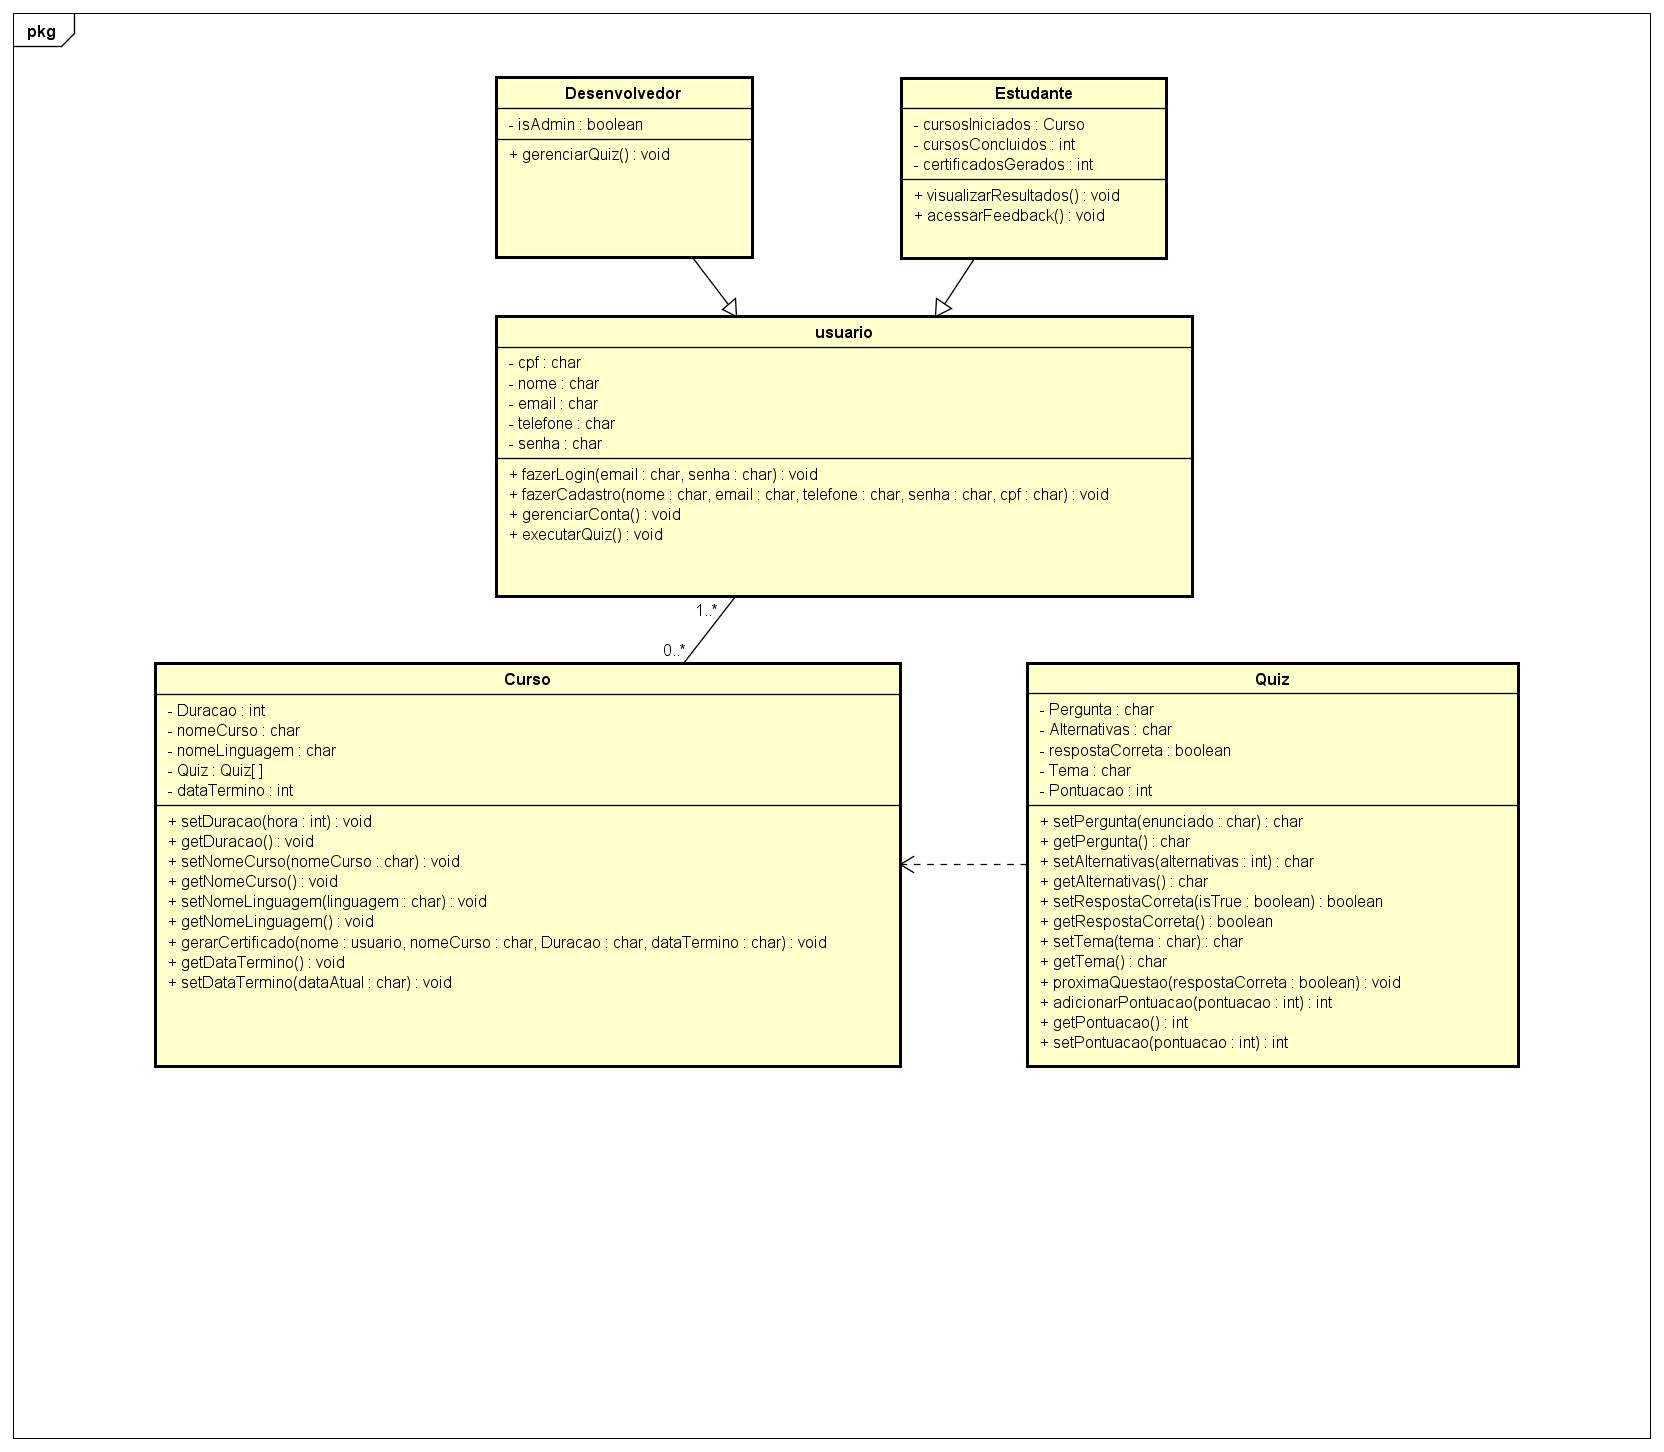 pkg
Desenvolvedor
- isAdmin : boolean
+ gerenciarQuiz() : void
Estudante
- cursosIniciados : Curso
- cursosConcluidos : int
- certificadosGerados : int
+ visualizarResultados() : void
+ acessarFeedback() : void
usuario
- cpf : char
- nome : char
- email : char
- telefone : char
- senha : char
+ fazerLogin(email : char, senha : char) : void
+ fazerCadastro(nome : char, email : char, telefone : char, senha : char, cpf : char) : void
+ gerenciarConta() : void
+ executarQuiz() : void
1..*
0..*
Curso
- Duracao : int
- nomeCurso : char
- nomeLinguagem : char
- Quiz : Quiz[ ]
- dataTermino : int
+ setDuracao(hora : int) : void
+ getDuracao() : void
+ setNomeCurso(nomeCurso : char) : void
+ getNomeCurso() : void
+ setNomeLinguagem(linguagem : char) : void
+ getNomeLinguagem() : void
+ gerarCertificado(nome : usuario, nomeCurso : char, Duracao : char, dataTermino : char) : void
+ getDataTermino() : void
+ setDataTermino(dataAtual : char) : void
Quiz
- Pergunta : char
- Alternativas : char
- respostaCorreta : boolean
- Tema : char
- Pontuacao : int
+ setPergunta(enunciado : char) : char
+ getPergunta() : char
+ setAlternativas(alternativas : int) : char
+ getAlternativas() : char
+ setRespostaCorreta(isTrue : boolean) : boolean
+ getRespostaCorreta() : boolean
+ setTema(tema : char) : char
+ getTema() : char
+ proximaQuestao(respostaCorreta : boolean) : void
+ adicionarPontuacao(pontuacao : int) : int
+ getPontuacao() : int
+ setPontuacao(pontuacao : int) : int